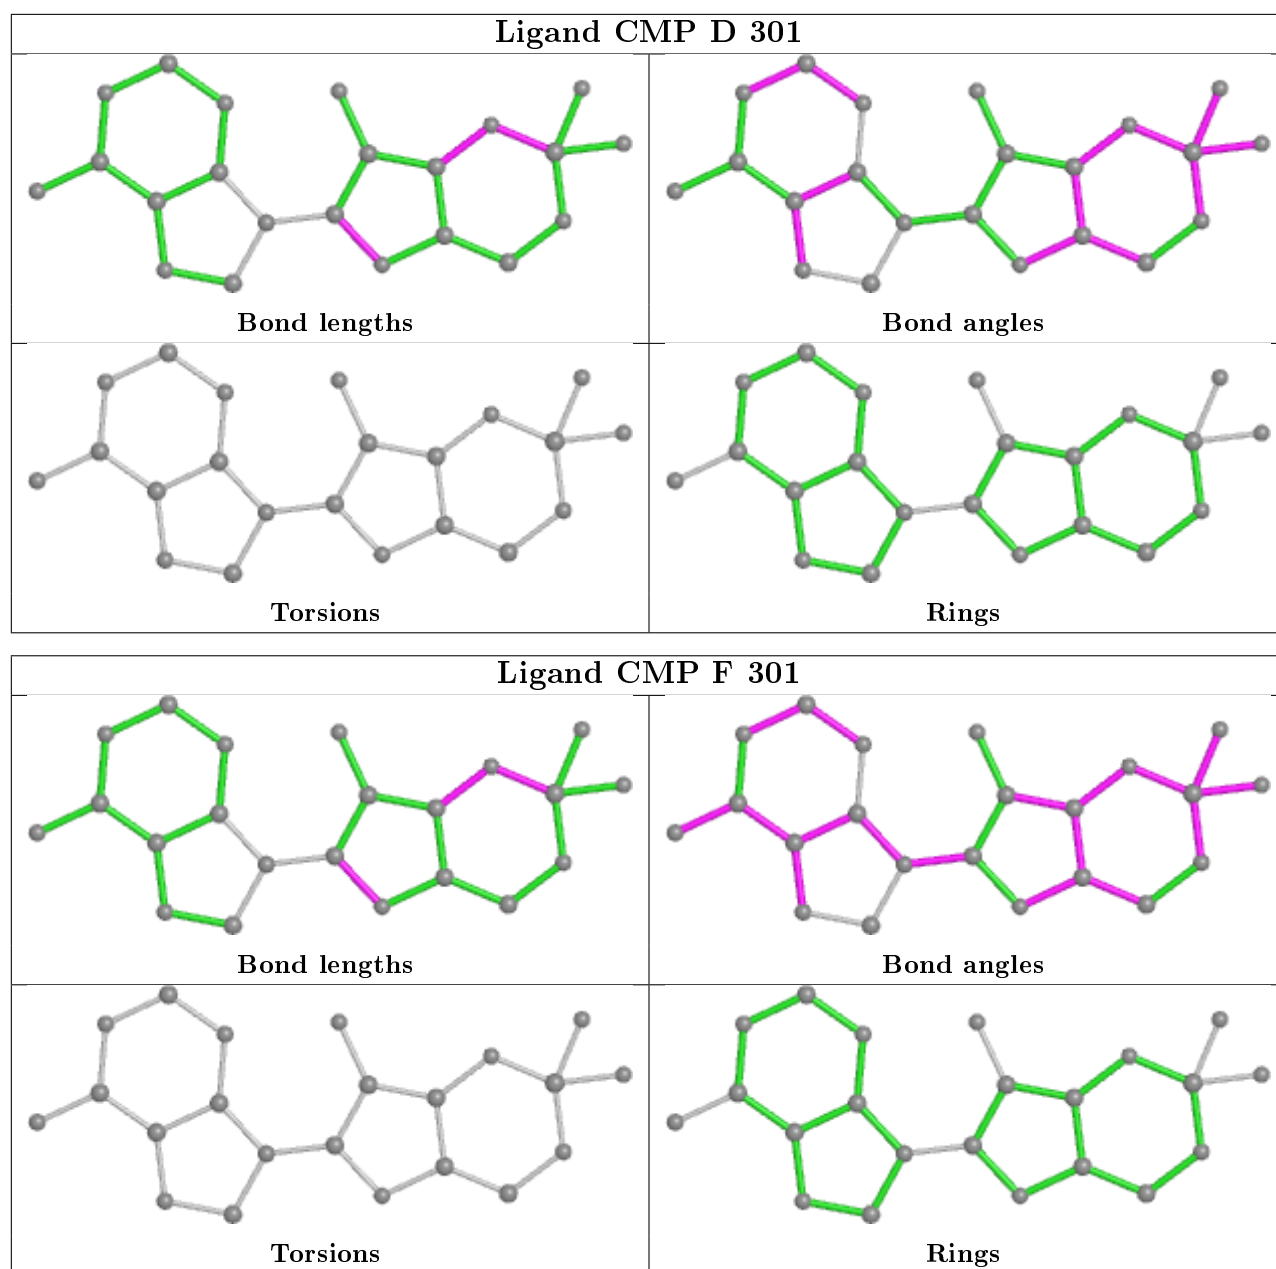 Ligand CMP D 301
Bond lengths
Bond angles
Torsions
Rings
Ligand CMP F 301
Bond lengths
Bond angles
Torsions
Rings